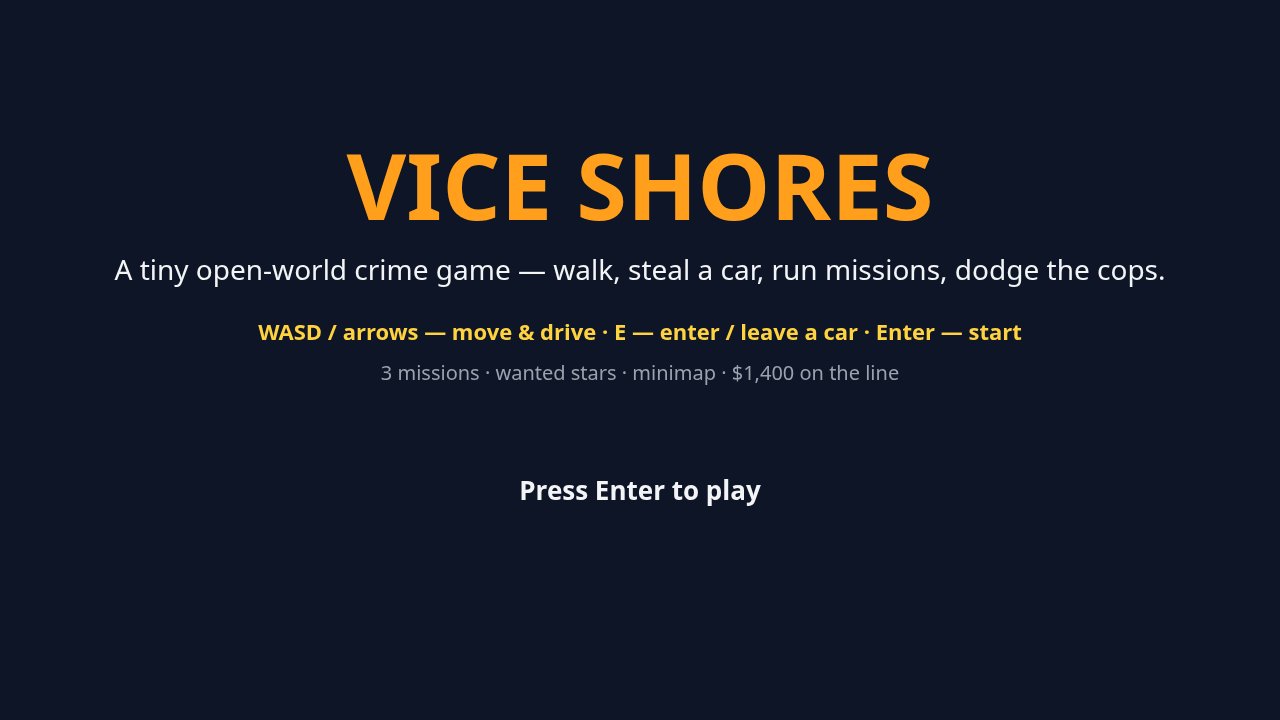 VICE SHORES
A tiny open-world crime game — walk, steal a car, run missions, dodge the cops.
WASD / arrows — move & drive · E — enter / leave a car · Enter — start
3 missions · wanted stars · minimap · $1,400 on the line
Press Enter to play